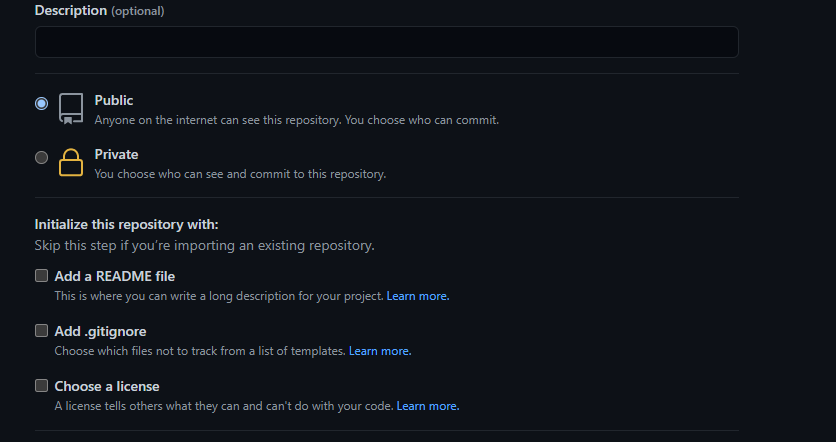 Description (optional)
Public
Anyone on the internet can see this repository. You choose who can commit.
Private
You choose who can see and commit to this repository.
Initialize this repository with:
Skip this step if you're importing an existing repository.
Add a README file
This is where you can write a long description for your project. Learn more.
Add .gitignore
Choose which files not to track from a list of templates. Learn more.
Choose a license
A license tells others what they can and can't do with your code. Learn more.